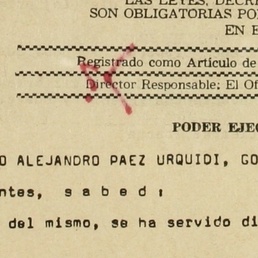 LAS LEYES, DECRE
SON OBLIGATORIAS PO
EN E
Registrado como Artículo de
Director Responsable: El Of
PODER EJEC
O ALEJANDRO PAEZ URQUIDI, GO
ntes, s a b e d :
del mismo, se ha servido di